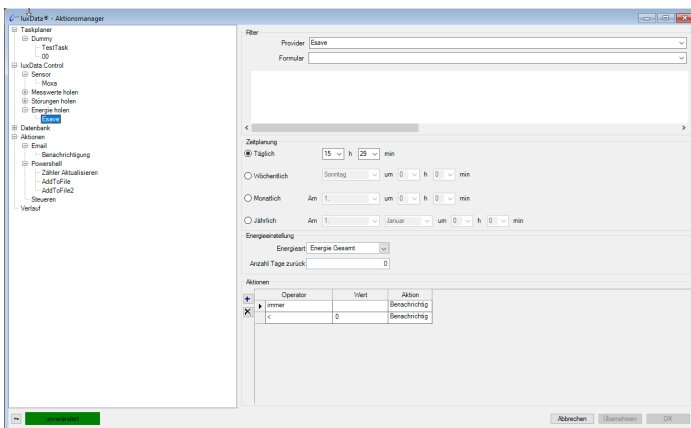 luxData® - Aktionsmanager
Taskplaner
Dummy
TestTask
00
luxData.Control
Sensor
Moxa
Messwerte holen
Störungen holen
Energie holen
Esave
Datenbank
Aktionen
Email
Benachrichtigung
Powershell
Zähler Aktualisieren
AddToFile
AddToFile2
Steuern
Verlauf
unverändert
Filter
Provider Esave
Formular
Zeitplanung
Täglich 15 h 29 min
Wöchentlich Sonntag um 0 h 0 min
Monatlich Am 1. um 0 h 0 min
Jährlich Am 1. Januar um 0 h 0 min
Energieeinstellung
Energieart Energie Gesamt
Anzahl Tage zurück 0
Aktionen
Operator Wert Aktion
immer Benachrichtig
< 0 Benachrichtig
Abbrechen Übernehmen OK